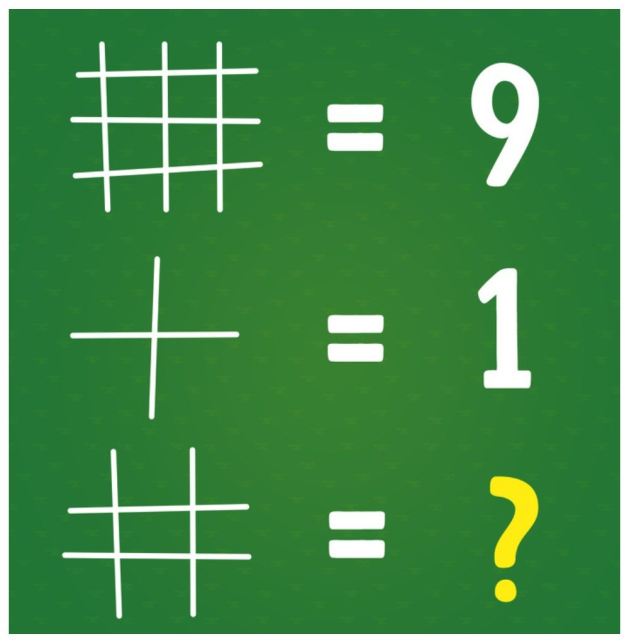 = 9
= 1
= ?